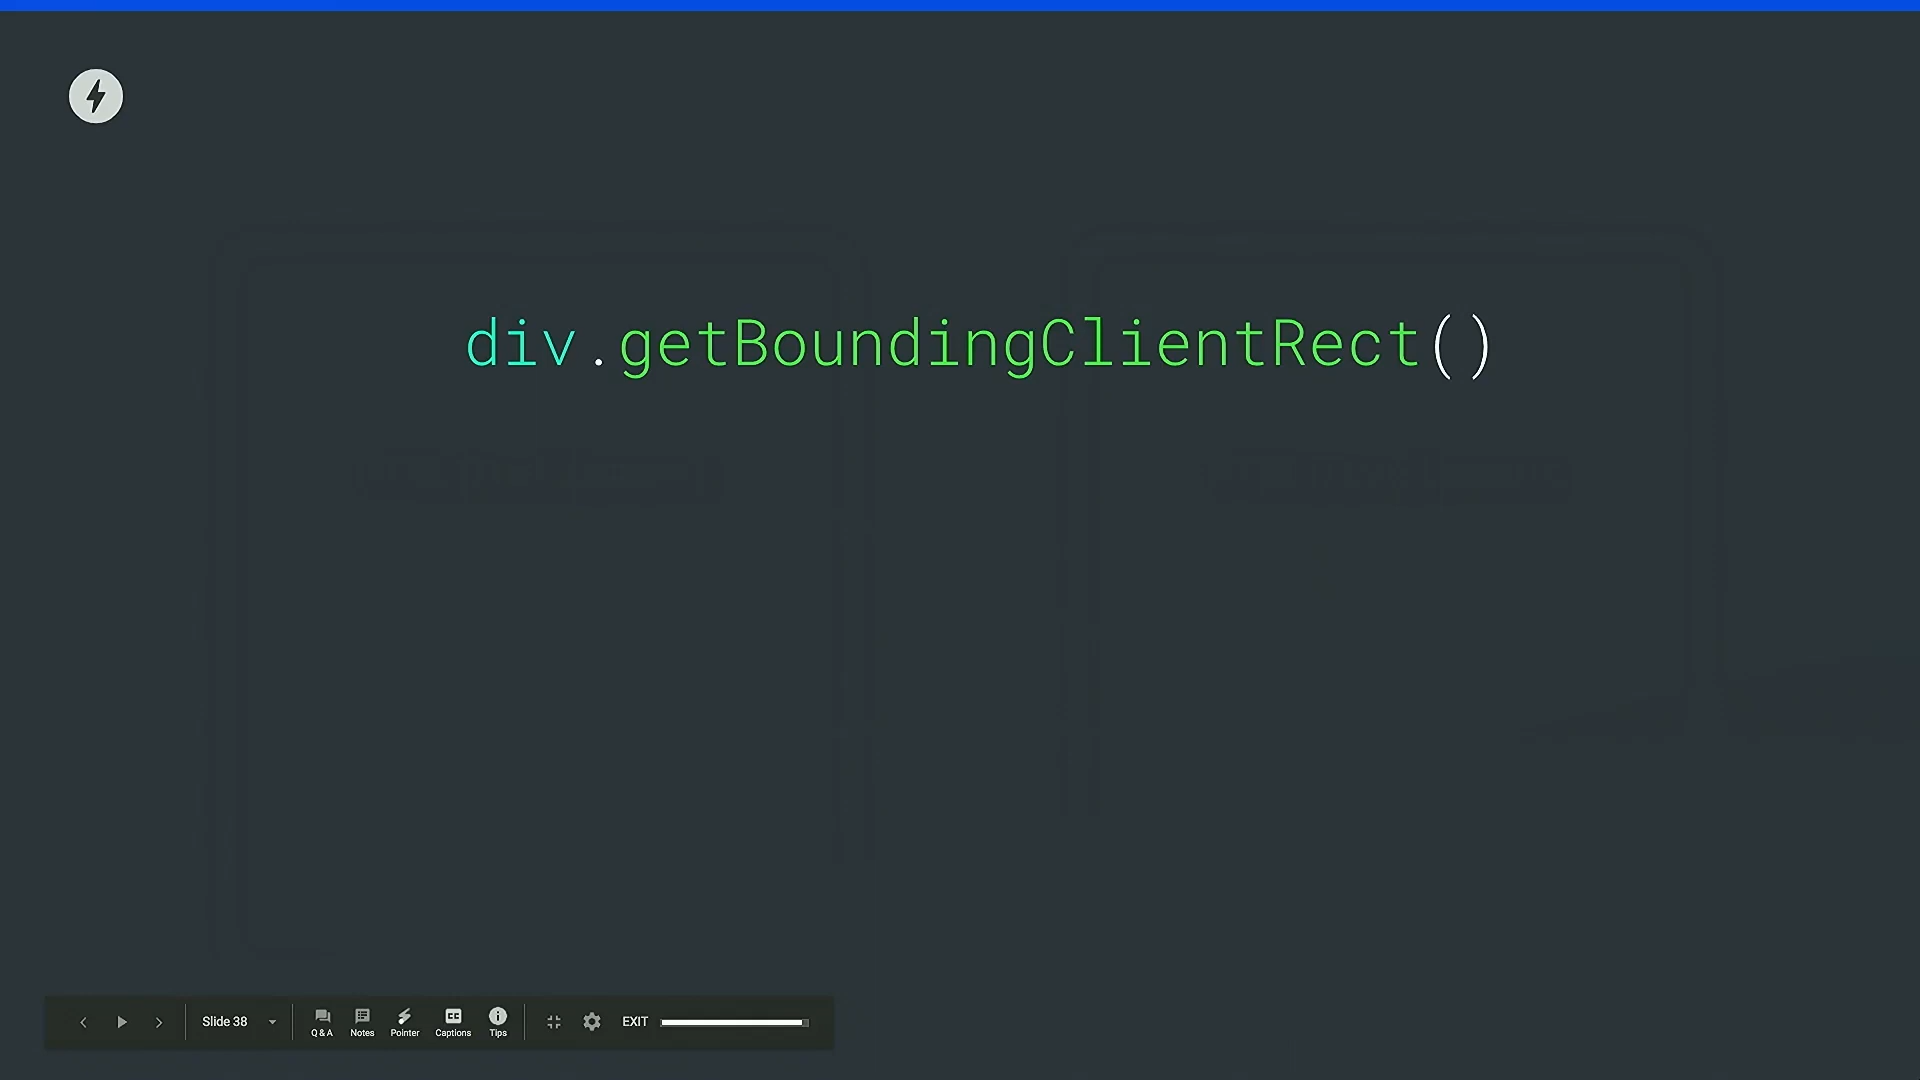 div.getBoundingClientRect()
Slide 38
Q & A
Notes
Pointer
Captions
Tips
EXIT